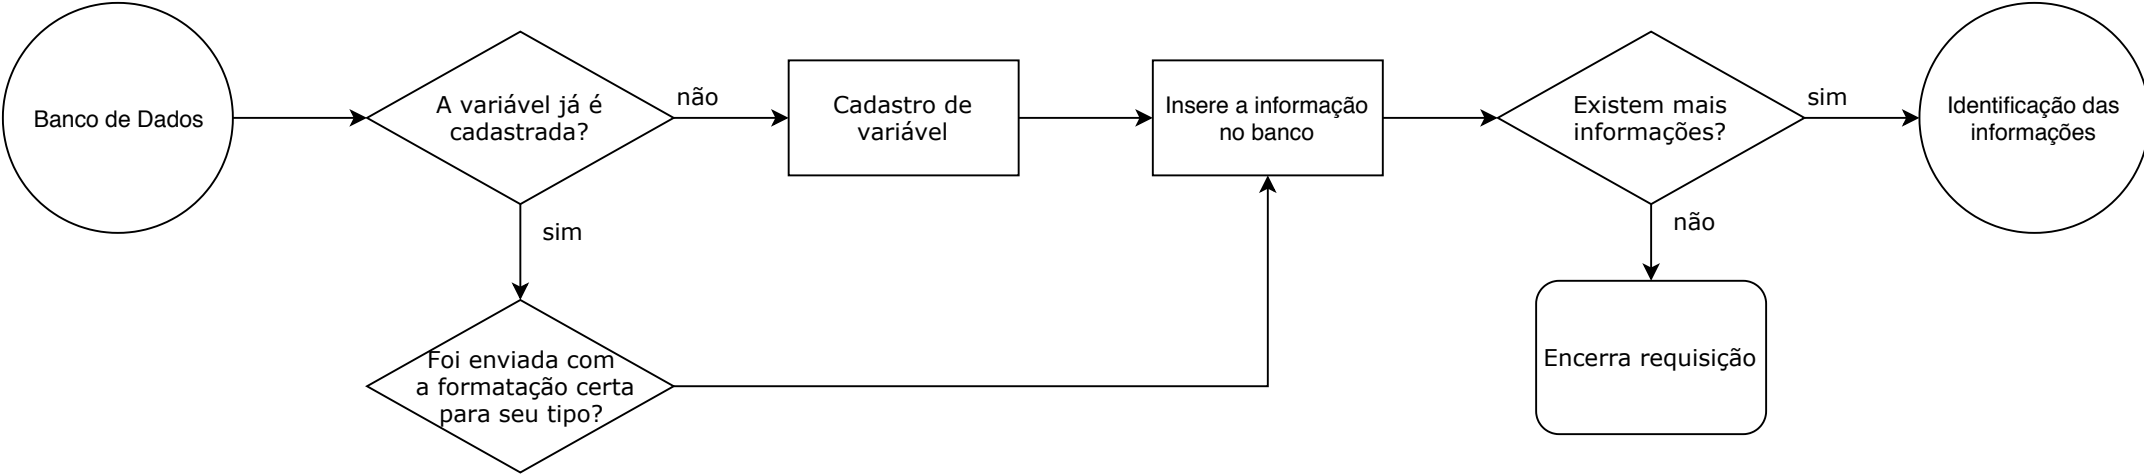 Banco de Dados
A variável já é
cadastrada?
não
Cadastro de
variável
Insere a informação
no banco
Existem mais
informações?
sim
Identificação das
informações
sim
não
Foi enviada com
a formatação certa
para seu tipo?
Encerra requisição